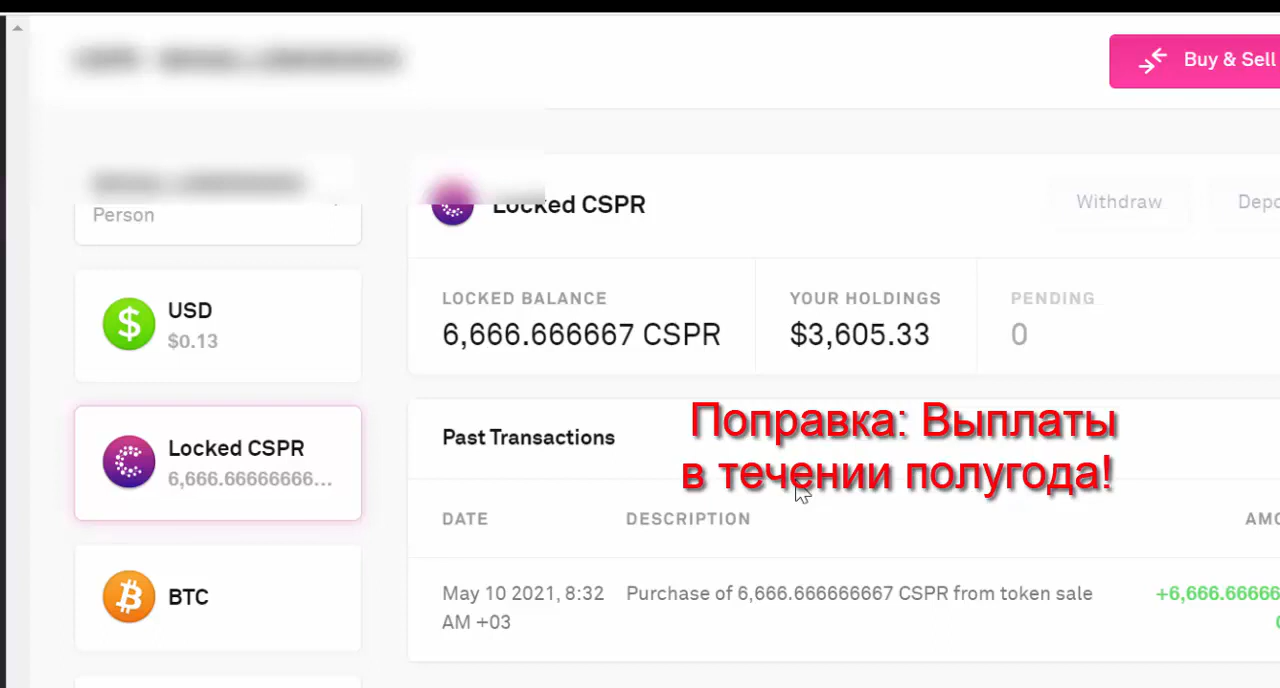 Buy & Sell
Person
Locked CSPR
Withdraw
Depo
USD
$0.13
LOCKED BALANCE
YOUR HOLDINGS
PENDING
6,666.666667 CSPR
$3,605.33
0
Locked CSPR
6,666.66666666...
Past Transactions
Поправка: Выплаты
в течении полугода!
DATE
DESCRIPTION
AMO
BTC
May 10 2021, 8:32
AM +03
Purchase of 6,666.666666667 CSPR from token sale
+6,666.66666